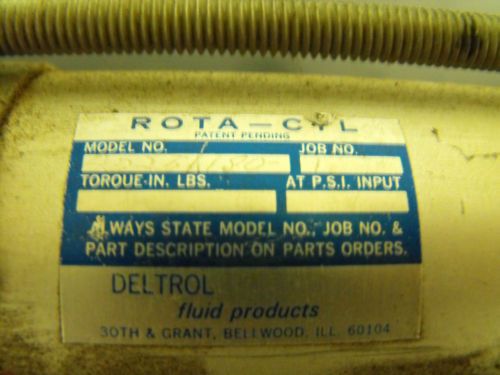 ROTA-CYL
PATENT PENDING
MODEL NO. JOB NO.
TORQUE-IN. LBS. AT P.S.I. INPUT
ALWAYS STATE MODEL NO., JOB NO. &
PART DESCRIPTION ON PARTS ORDERS.
DELTROL
fluid products
30TH & GRANT, BELLWOOD, ILL. 60104